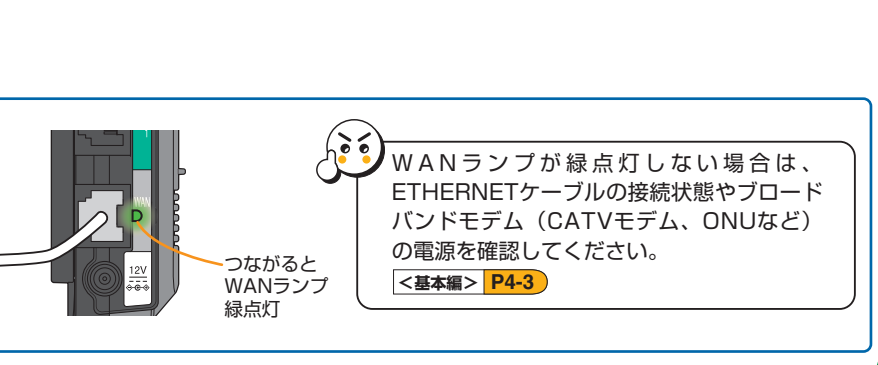 WAN
12V
つながると
WANランプ
緑点灯
WANランプが緑点灯しない場合は、
ETHERNETケーブルの接続状態やブロード
バンドモデム（CATVモデム、ONUなど）
の電源を確認してください。
＜基本編＞ P4-3